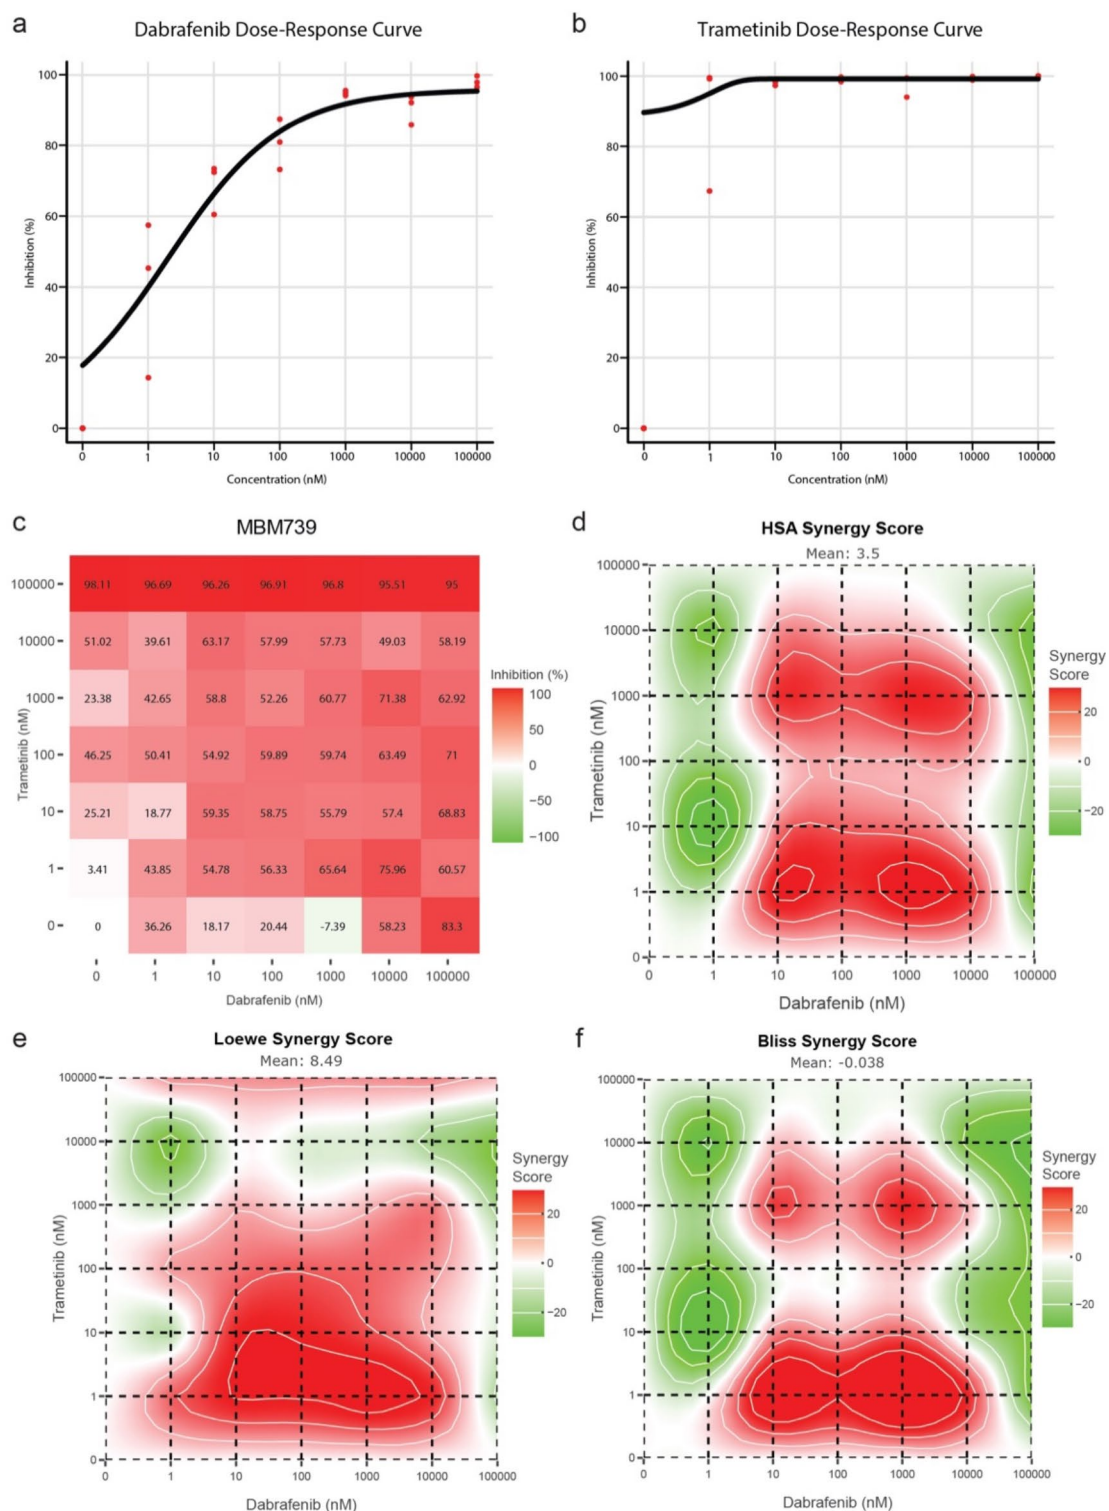 a
Dabrafenib Dose-Response Curve
100
80
60
40
20
0
Inhibition (%)
0 1 10 100 1000 10000 100000
Concentration (nM)
b
Trametinib Dose-Response Curve
100
80
60
40
20
0
Inhibition (%)
0 1 10 100 1000 10000 100000
Concentration (nM)
c
MBM739
Trametinib (nM)
100000 98.11 96.69 96.26 96.91 96.8 95.51 95
10000 51.02 39.61 63.17 57.99 57.73 49.03 58.19
1000 23.38 42.65 58.8 52.26 60.77 71.38 62.92
100 46.25 50.41 54.92 59.89 59.74 63.49 71
10 25.21 18.77 59.35 58.75 55.79 57.4 68.83
1 3.41 43.85 54.78 56.33 65.64 75.96 60.57
0 0 36.26 18.17 20.44 -7.39 58.23 83.3
0 1 10 100 1000 10000 100000
Dabrafenib (nM)
Inhibition (%)
100
50
0
−50
−100
d
HSA Synergy Score
Mean: 3.5
100000
10000
1000
100
10
1
0
Trametinib (nM)
0 1 10 100 1000 10000 100000
Dabrafenib (nM)
Synergy
Score
20
0
−20
e
Loewe Synergy Score
Mean: 8.49
100000
10000
1000
100
10
1
0
Trametinib (nM)
0 1 10 100 1000 10000 100000
Dabrafenib (nM)
Synergy
Score
20
0
−20
f
Bliss Synergy Score
Mean: -0.038
100000
10000
1000
100
10
1
0
Trametinib (nM)
0 1 10 100 1000 10000 100000
Dabrafenib (nM)
Synergy
Score
20
0
−20